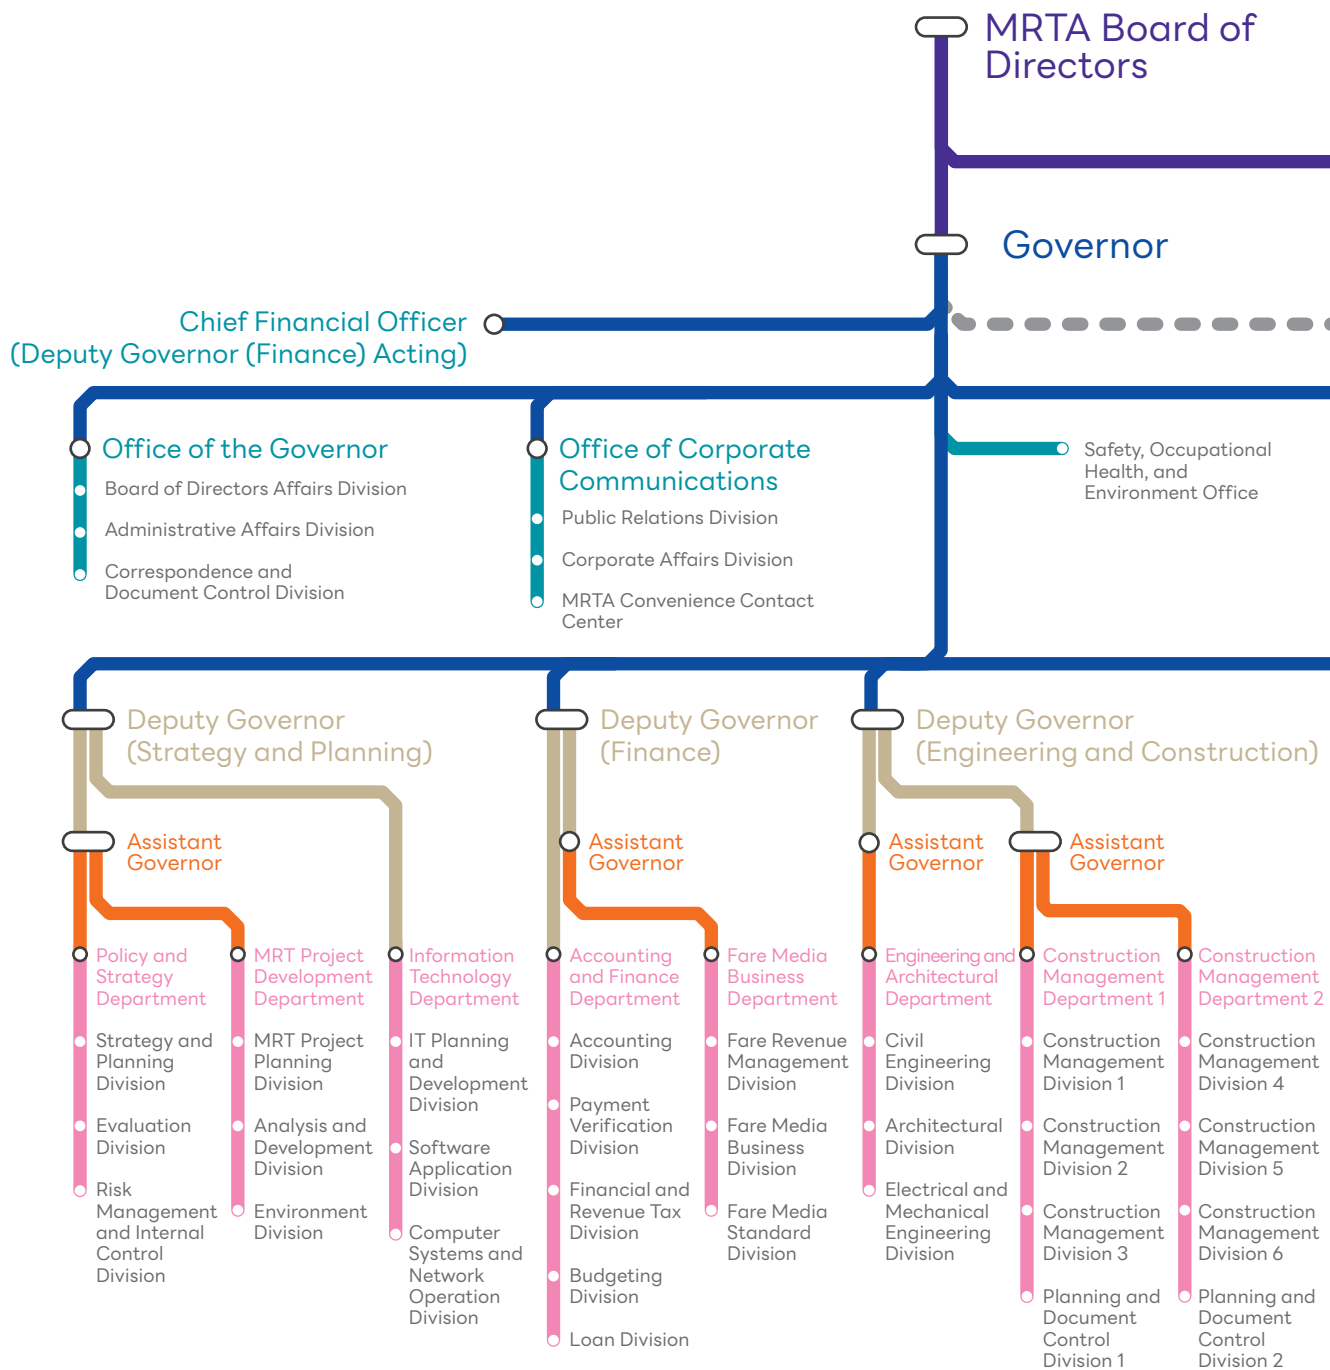 MRTA Board of
Directors
Governor
Chief Financial Officer
(Deputy Governor (Finance) Acting)
Office of the Governor
Board of Directors Affairs Division
Administrative Affairs Division
Correspondence and
Document Control Division
Office of Corporate
Communications
Public Relations Division
Corporate Affairs Division
MRTA Convenience Contact
Center
Safety, Occupational
Health, and
Environment Office
Deputy Governor
(Strategy and Planning)
Deputy Governor
(Finance)
Deputy Governor
(Engineering and Construction)
Assistant
Governor
Assistant
Governor
Assistant
Governor
Assistant
Governor
Policy and
Strategy
Department
Strategy and
Planning
Division
Evaluation
Division
Risk
Management
and Internal
Control
Division
MRT Project
Development
Department
MRT Project
Planning
Division
Analysis and
Development
Division
Environment
Division
Information
Technology
Department
IT Planning
and
Development
Division
Software
Application
Division
Computer
Systems and
Network
Operation
Division
Accounting
and Finance
Department
Accounting
Division
Payment
Verification
Division
Financial and
Revenue Tax
Division
Budgeting
Division
Loan Division
Fare Media
Business
Department
Fare Revenue
Management
Division
Fare Media
Business
Division
Fare Media
Standard
Division
Engineering and
Architectural
Department
Civil
Engineering
Division
Architectural
Division
Electrical and
Mechanical
Engineering
Division
Construction
Management
Department 1
Construction
Management
Division 1
Construction
Management
Division 2
Construction
Management
Division 3
Planning and
Document
Control
Division 1
Construction
Management
Department 2
Construction
Management
Division 4
Construction
Management
Division 5
Construction
Management
Division 6
Planning and
Document
Control
Division 2